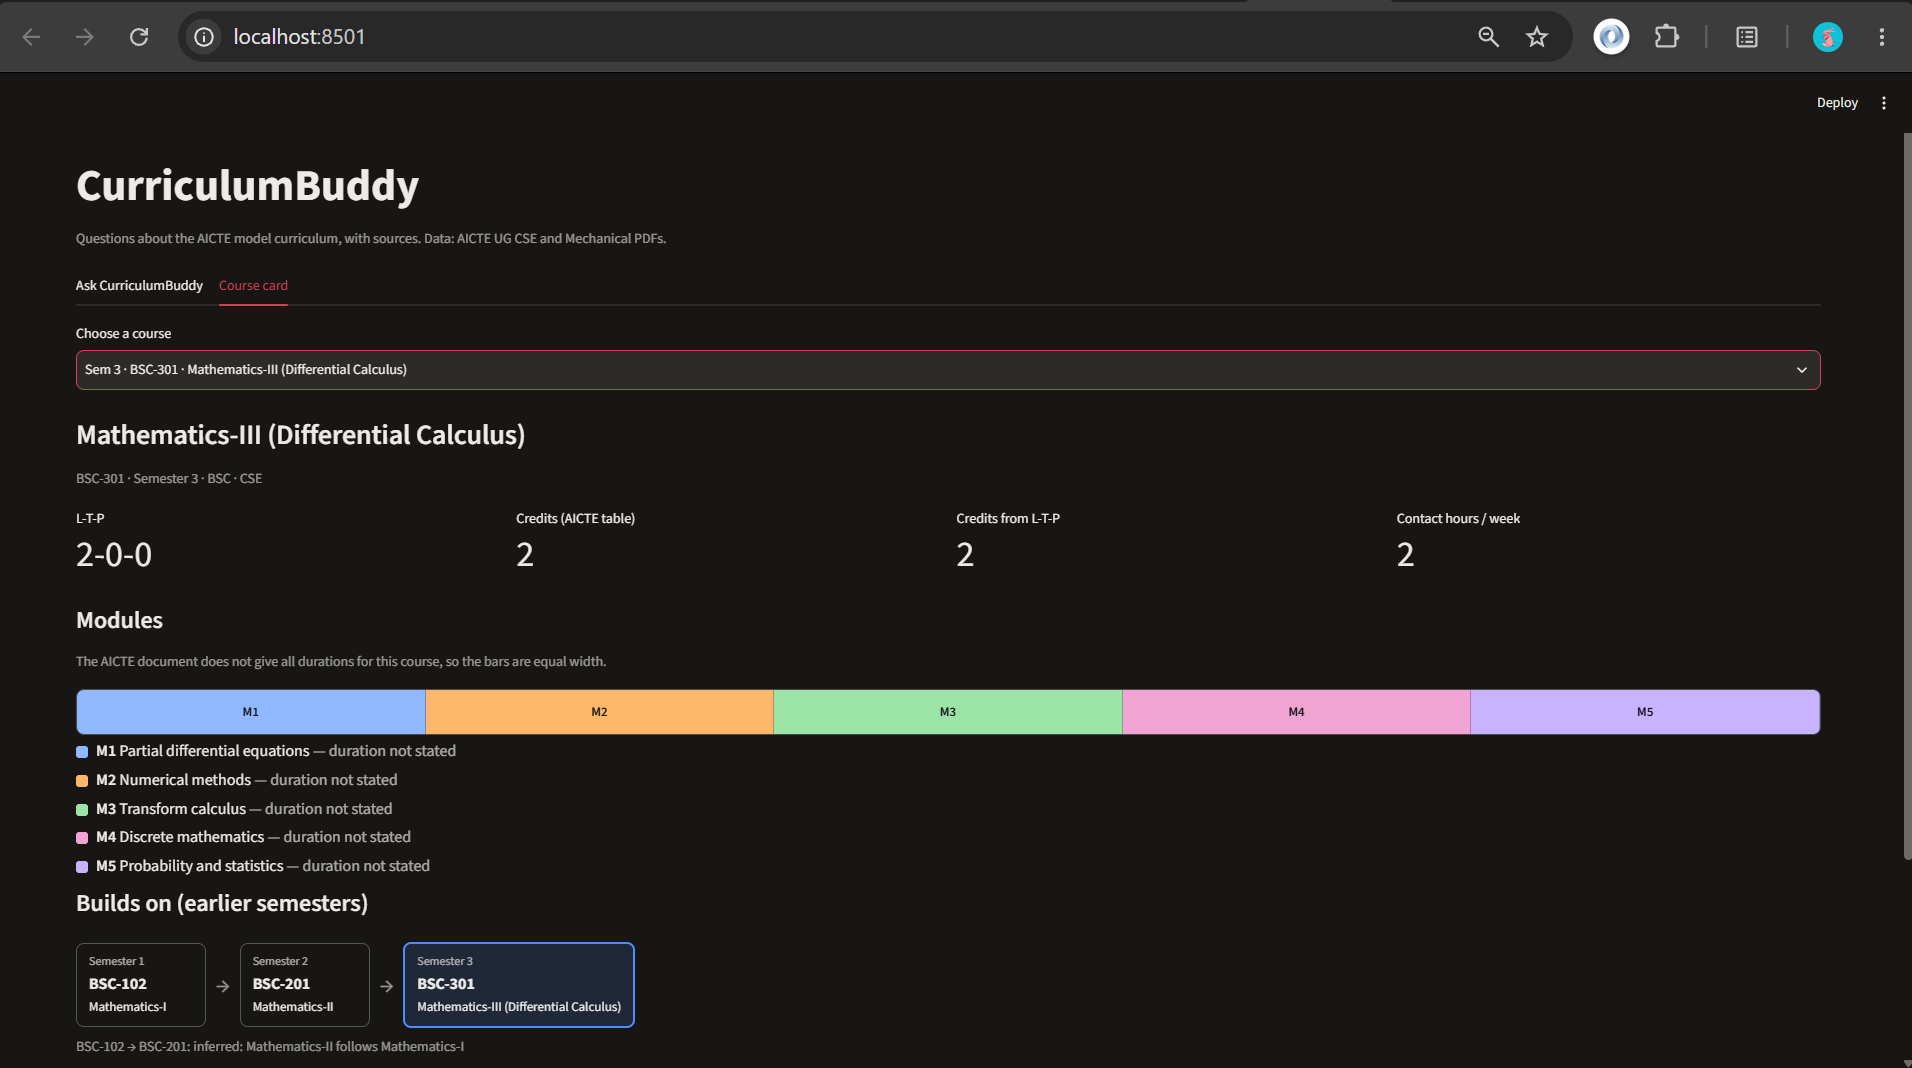 localhost:8501
Deploy
CurriculumBuddy
Questions about the AICTE model curriculum, with sources. Data: AICTE UG CSE and Mechanical PDFs.
Ask CurriculumBuddy Course card
Choose a course
Sem 3 · BSC-301 · Mathematics-III (Differential Calculus)
Mathematics-III (Differential Calculus)
BSC-301 · Semester 3 · BSC · CSE
L-T-P Credits (AICTE table) Credits from L-T-P Contact hours / week
2-0-0 2 2 2
Modules
The AICTE document does not give all durations for this course, so the bars are equal width.
M1 M2 M3 M4 M5
M1 Partial differential equations — duration not stated
M2 Numerical methods — duration not stated
M3 Transform calculus — duration not stated
M4 Discrete mathematics — duration not stated
M5 Probability and statistics — duration not stated
Builds on (earlier semesters)
Semester 1
BSC-102
Mathematics-I
→
Semester 2
BSC-201
Mathematics-II
→
Semester 3
BSC-301
Mathematics-III (Differential Calculus)
BSC-102 → BSC-201: inferred: Mathematics-II follows Mathematics-I